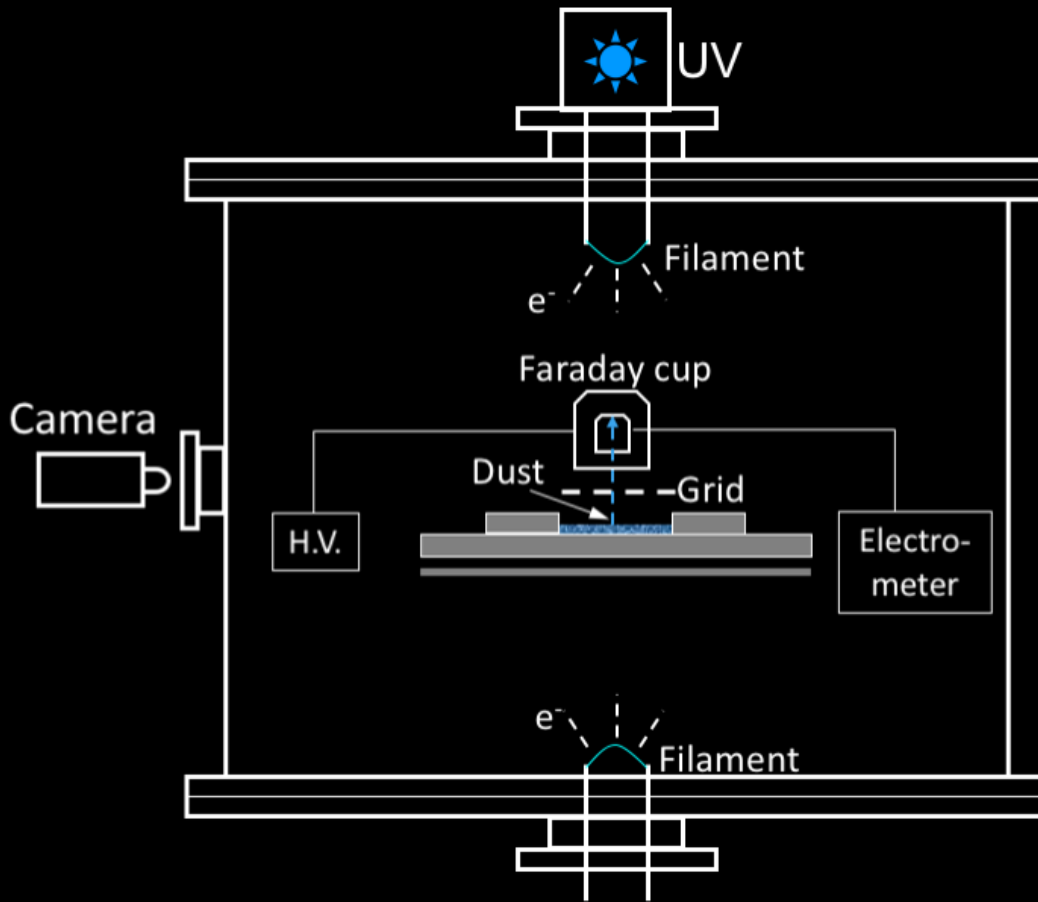 UV
Filament
e-
Faraday cup
Camera
Dust
Grid
H.V.
Electro-
meter
e-
Filament